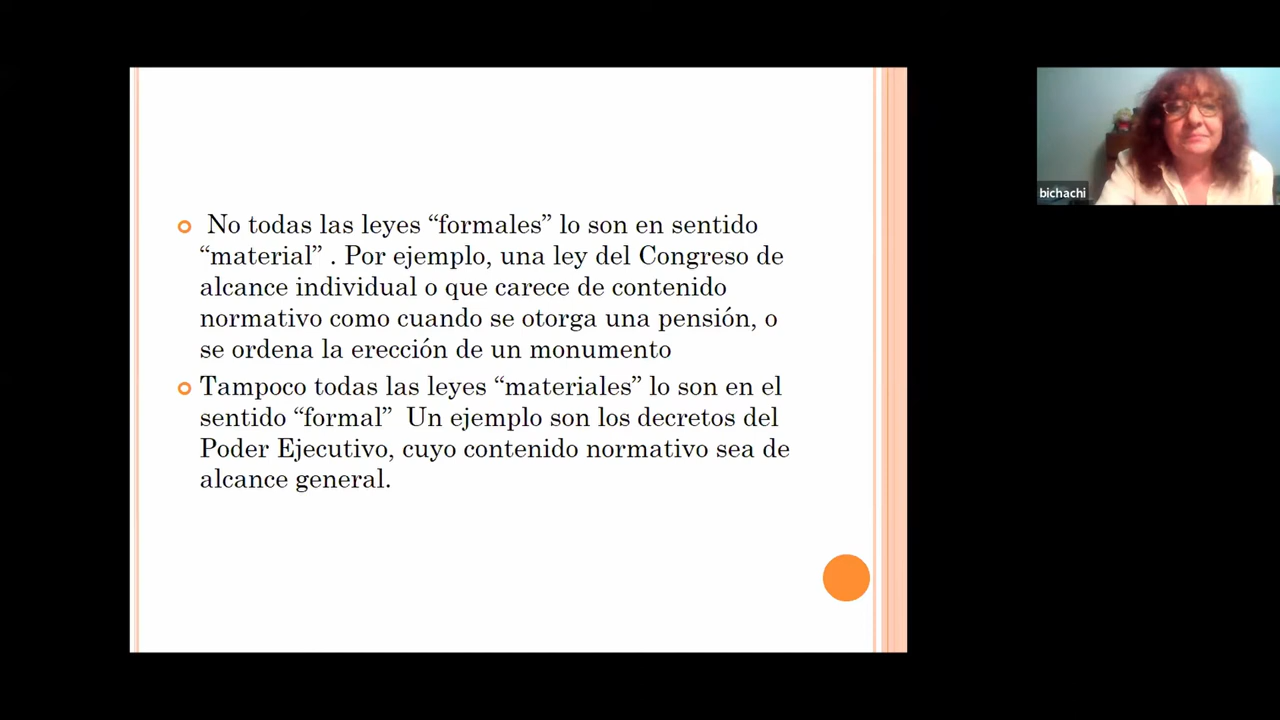 No todas las leyes “formales” lo son en sentido
“material” . Por ejemplo, una ley del Congreso de
alcance individual o que carece de contenido
normativo como cuando se otorga una pensión, o
se ordena la erección de un monumento
Tampoco todas las leyes “materiales” lo son en el
sentido “formal”  Un ejemplo son los decretos del
Poder Ejecutivo, cuyo contenido normativo sea de
alcance general.
bichachi